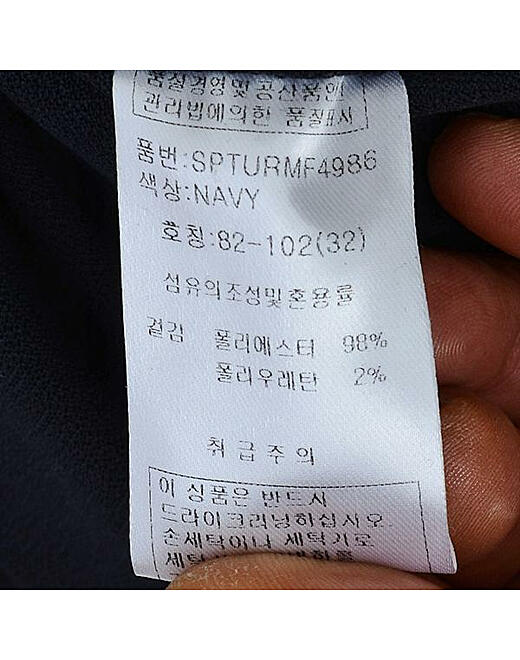 품질경영및공산품안
관리법에의한 품질표시
품번:SPTURMF4986
색상:NAVY
호칭:82-102(32)
섬유의조성및혼용률
겉감 폴리에스터 98%
폴리우레탄 2%
취급주의
이 상품은 반드시
드라이크리닝하십시오.
손세탁이나 세탁기로